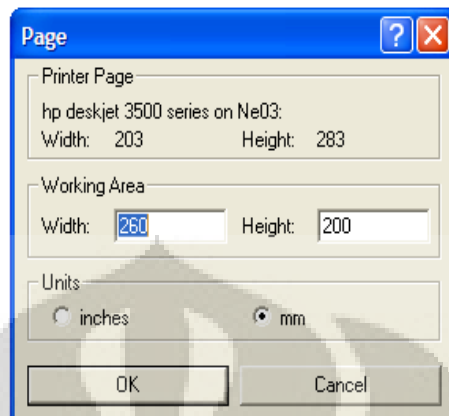 Page
Printer Page
hp deskjet 3500 series on Ne03:
Width: 203 Height: 283
Working Area
Width: 260 Height: 200
Units
inches mm
OK Cancel